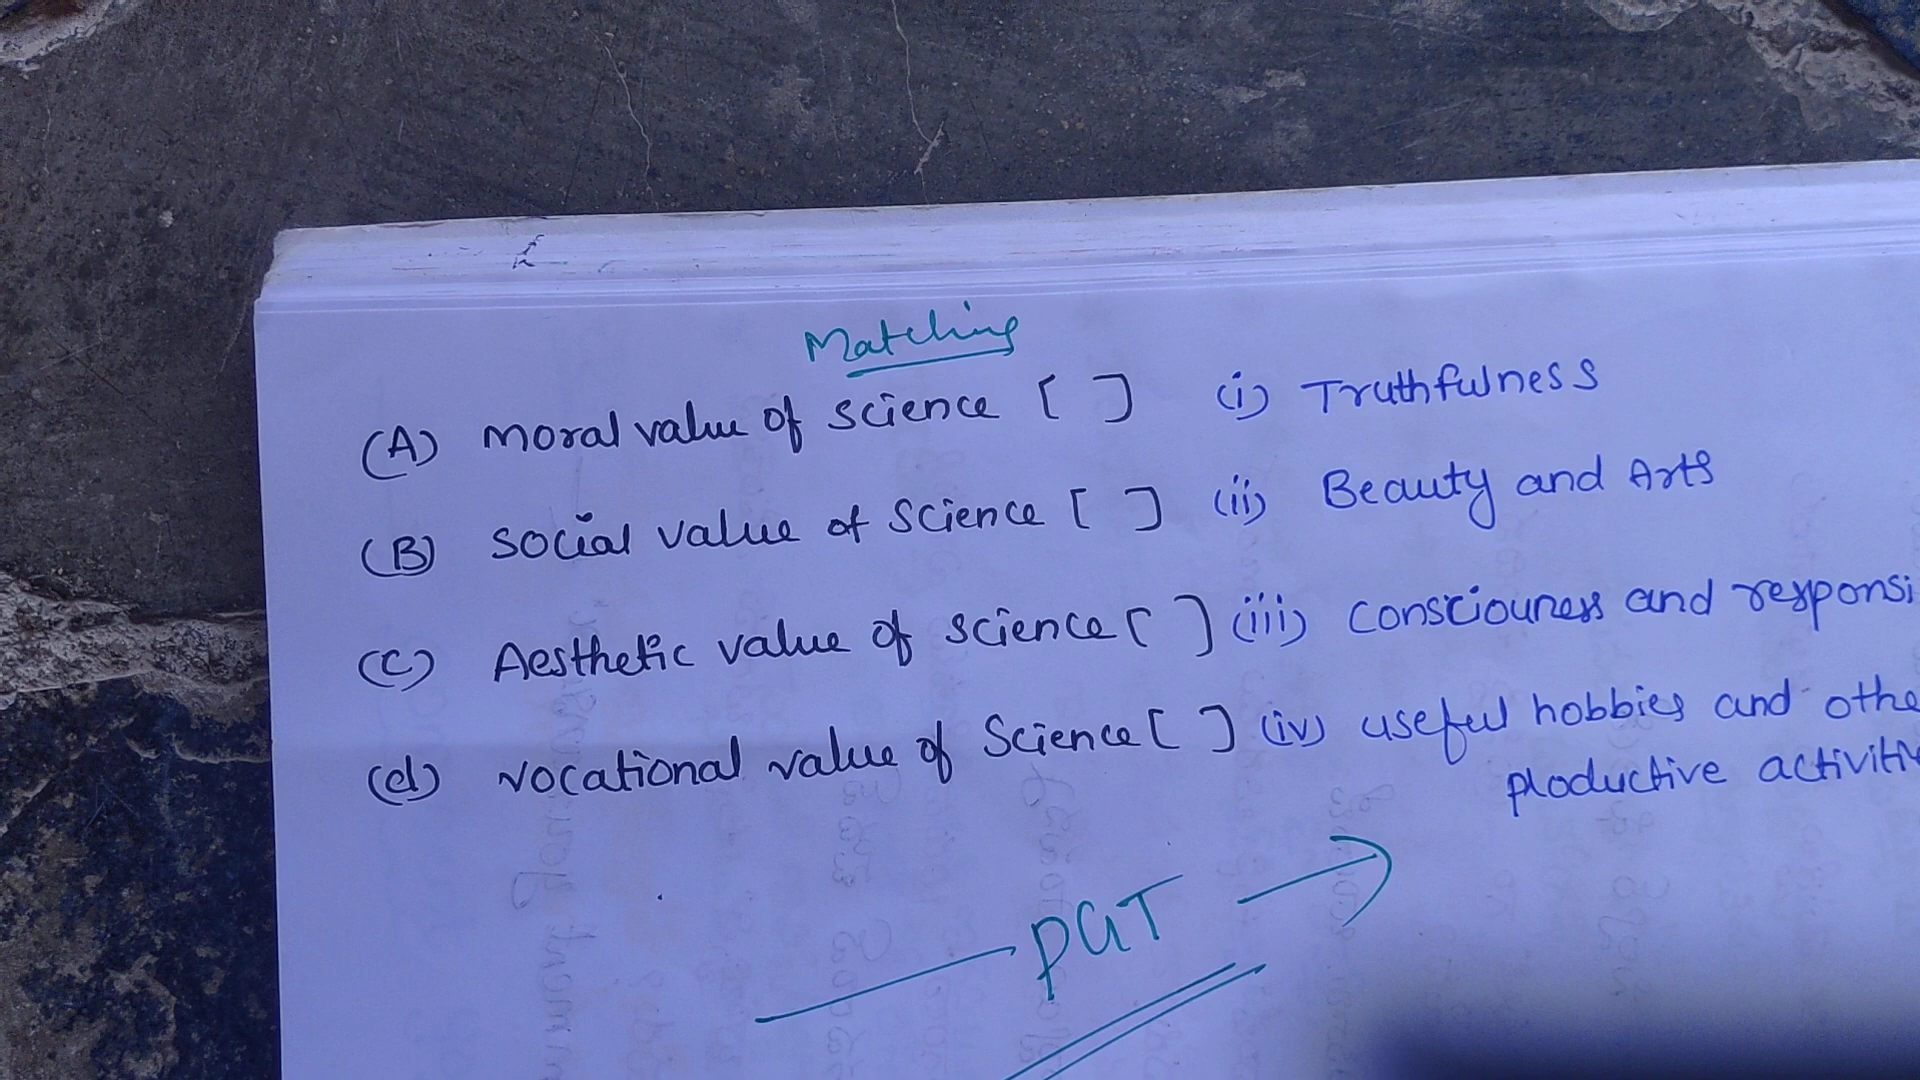 Matching
(A) Moral value of science [ ] (i) Truthfulness
(B) Social value of Science [ ] (ii) Beauty and Arts
(C) Aesthetic value of science [ ] (iii) Consciouness and responsi
(d) vocational value of Science [ ] (iv) useful hobbies and othe
productive activiti
PGT